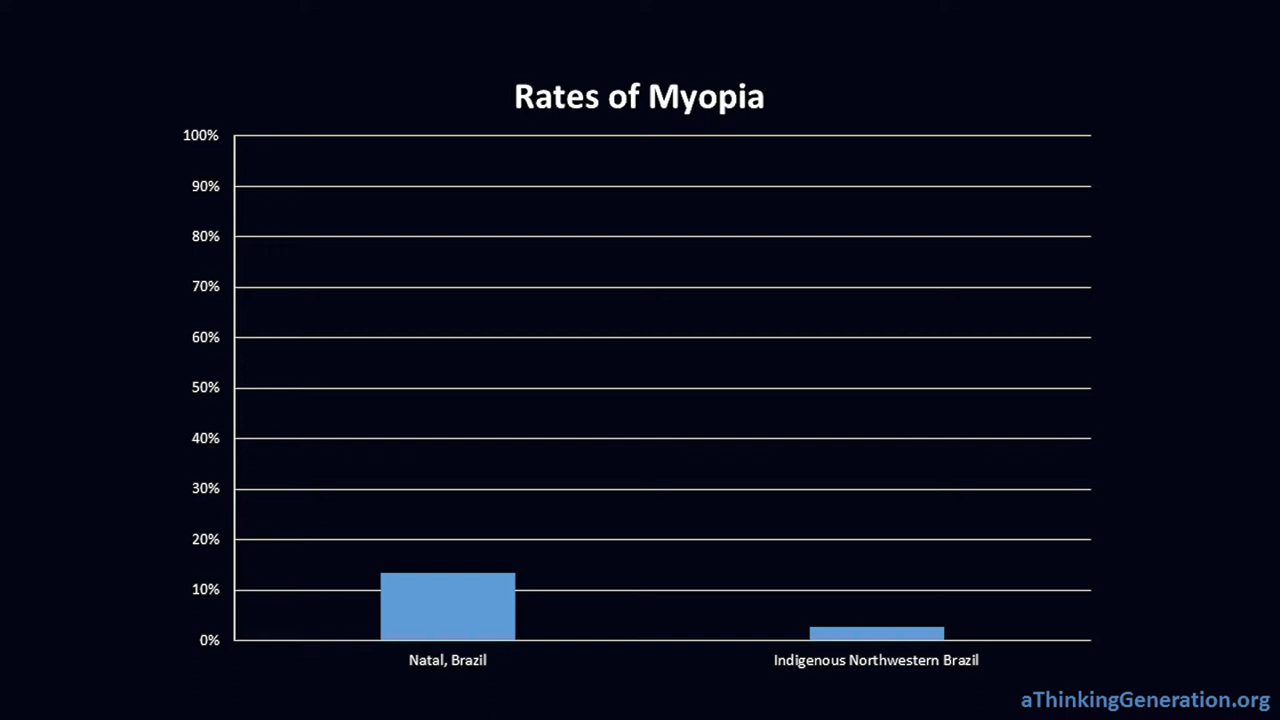 Rates of Myopia
100%
90%
80%
70%
60%
50%
40%
30%
20%
10%
0%
Natal, Brazil
Indigenous Northwestern Brazil
aThinkingGeneration.org